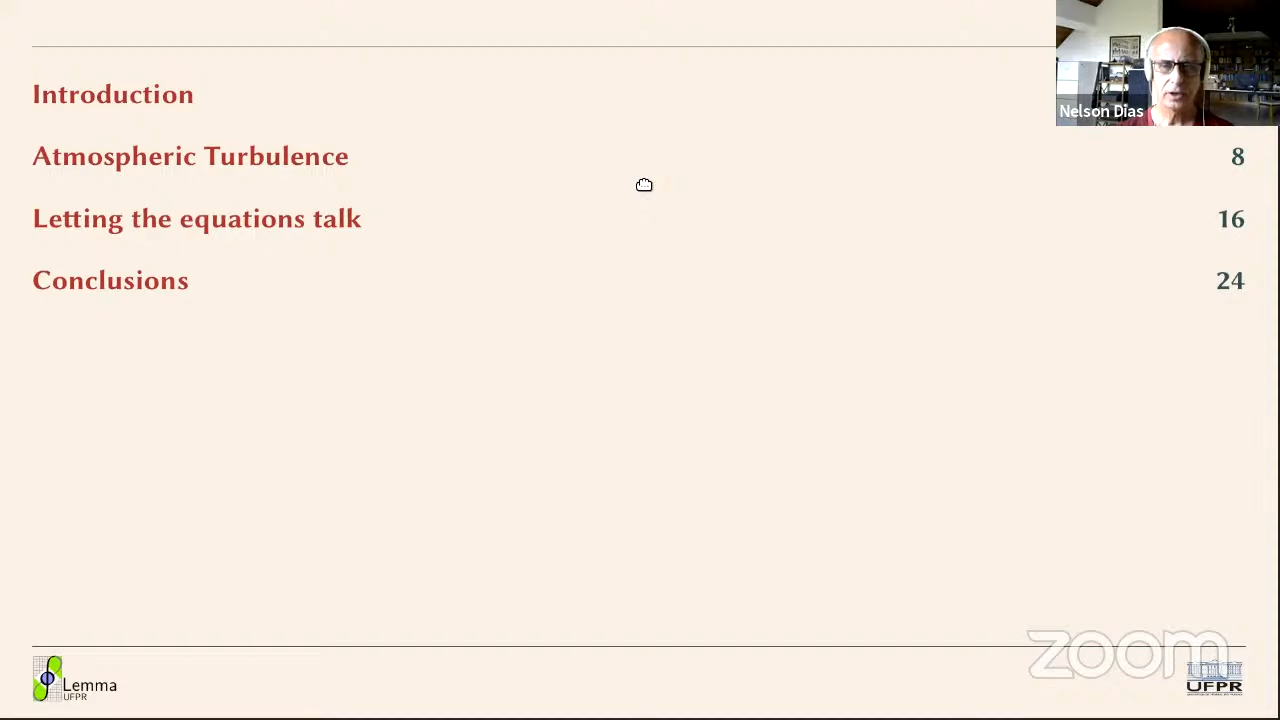 Nelson Dias
Introduction
Atmospheric Turbulence 8
Letting the equations talk 16
Conclusions 24
zoom
Lemma
UFPR
UFPR